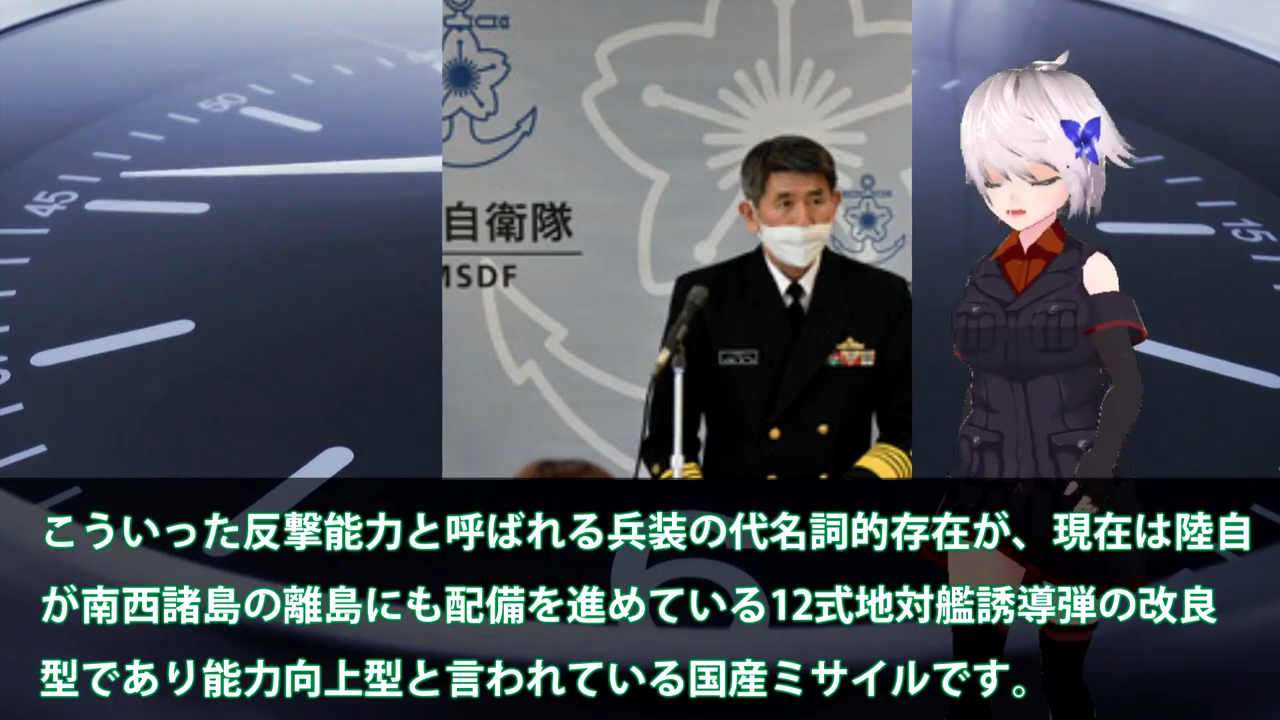 50
45
15
自衛隊
MSDF
こういった反撃能力と呼ばれる兵装の代名詞的存在が、現在は陸自
が南西諸島の離島にも配備を進めている12式地対艦誘導弾の改良
型であり能力向上型と言われている国産ミサイルです。